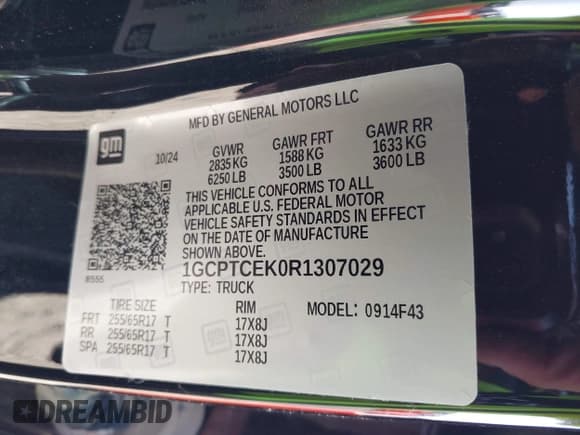 MFD BY GENERAL MOTORS LLC
gm
10/24
GVWR GAWR FRT GAWR RR
2835 KG 1588 KG 1633 KG
6250 LB 3500 LB 3600 LB
THIS VEHICLE CONFORMS TO ALL
APPLICABLE U.S. FEDERAL MOTOR
VEHICLE SAFETY STANDARDS IN EFFECT
ON THE DATE OF MANUFACTURE
SHOWN ABOVE.
1GCPTCEK0R1307029
TYPE: TRUCK
TIRE SIZE RIM MODEL: 0914F43
FRT 255/65R17 T 17X8J
RR 255/65R17 T 17X8J
SPA 255/65R17 T 17X8J
DREAMBID